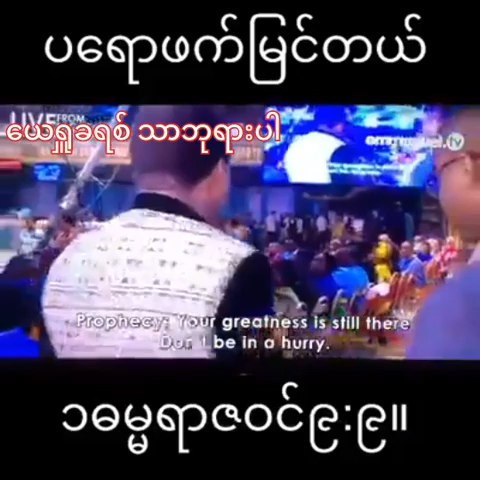 ပရောဖက်မြင်တယ်
LIVE FROM
ယေရှူခရစ် သာဘုရားပါ
emmanuel.tv
Prophecy: Your greatness is still there
Don't be in a hurry.
၁ဓမ္မရာဇဝင်၉:၉။